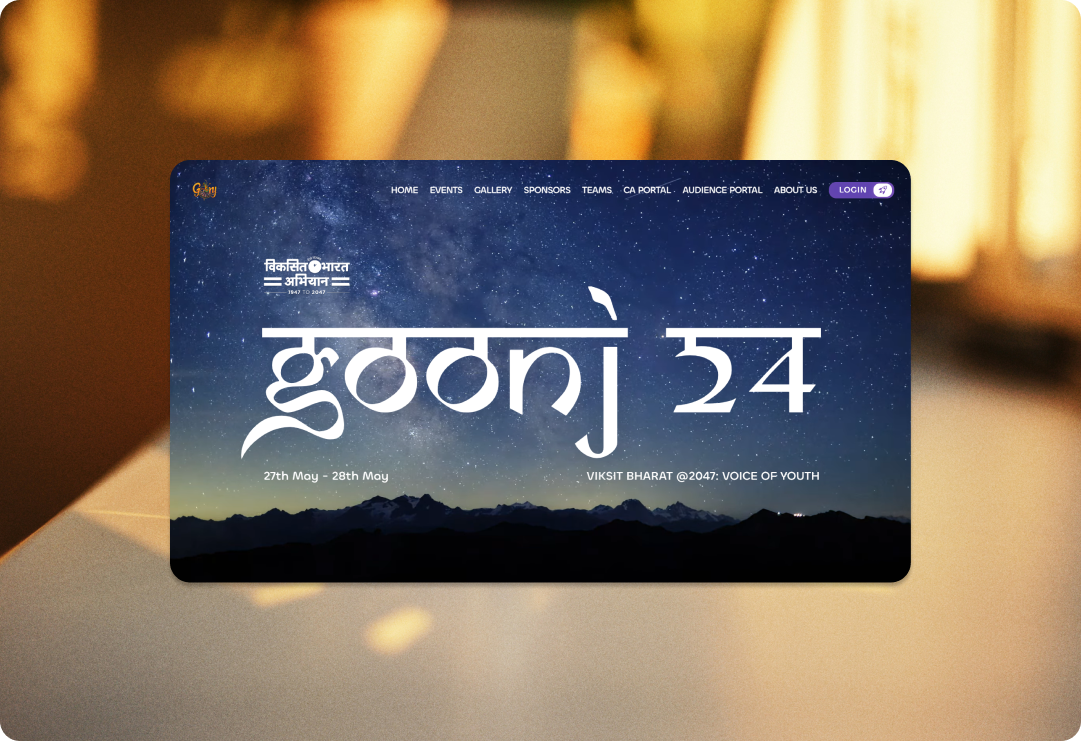 HOME EVENTS GALLERY SPONSORS TEAMS CA PORTAL AUDIENCE PORTAL ABOUT US LOGIN
विकसित भारत
अभियान
1947 TO 2047
goonj 24
27th May - 28th May
VIKSIT BHARAT @2047: VOICE OF YOUTH